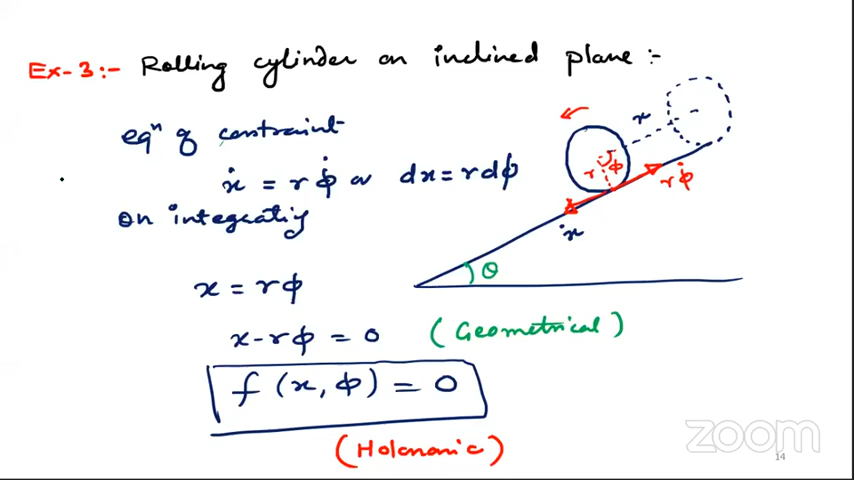 Ex-3:- Rolling cylinder on inclined plane :-
eqⁿ of constraint
ẋ = rφ̇ or dx = rdφ
on integrating
x = rφ
x - rφ = 0 (Geometrical)
f (x, φ) = 0
(Holonomic)
x
r φ
rφ̇
ẋ
θ
zoom
14